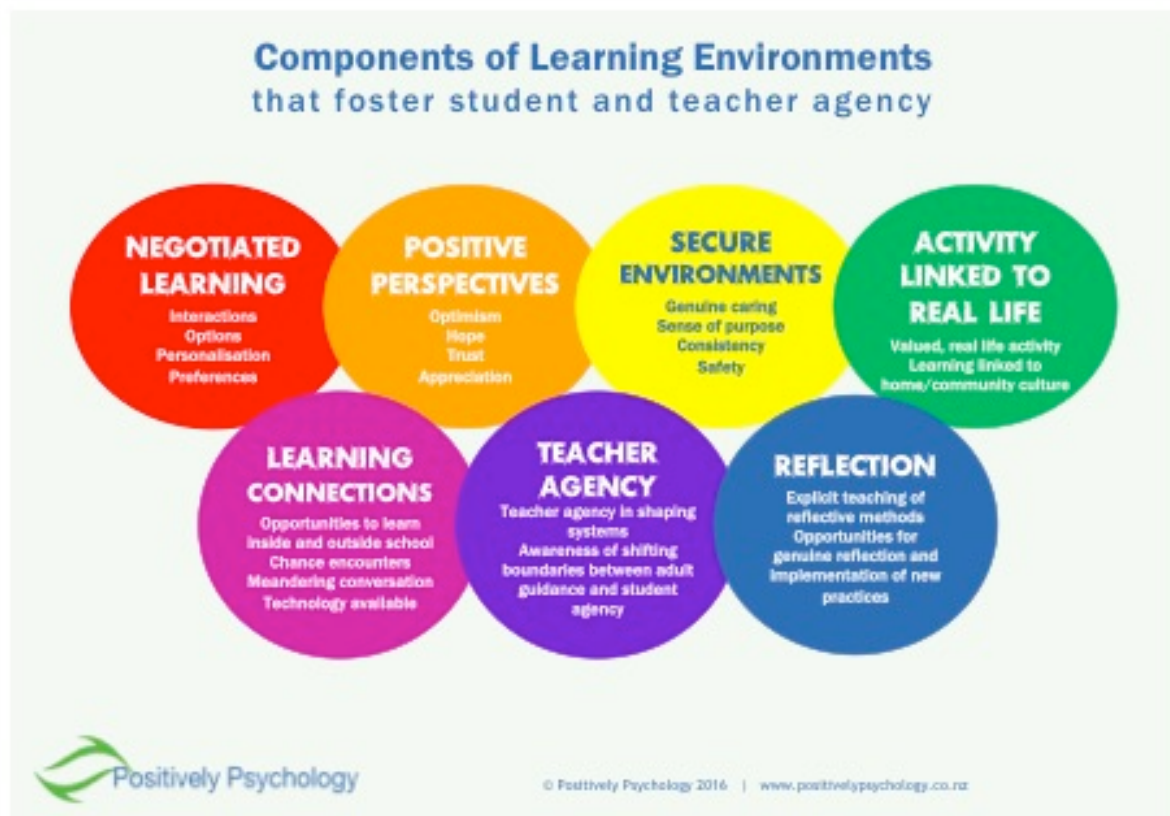 Components of Learning Environments
that foster student and teacher agency
NEGOTIATED
LEARNING
Interactions
Options
Personalisation
Preferences
POSITIVE
PERSPECTIVES
Optimism
Hope
Trust
Appreciation
SECURE
ENVIRONMENTS
Genuine caring
Sense of purpose
Consistency
Safety
ACTIVITY
LINKED TO
REAL LIFE
Valued, real life activity
Learning linked to
home/community culture
LEARNING
CONNECTIONS
Opportunities to learn
inside and outside school
Chance encounters
Meandering conversation
Technology available
TEACHER
AGENCY
Teacher agency in shaping
systems
Awareness of shifting
boundaries between adult
guidance and student
agency
REFLECTION
Explicit teaching of
reflective methods
Opportunities for
genuine reflection and
implementation of new
practices
Positively Psychology
© Positively Psychology 2016 | www.positivelypsychology.co.nz